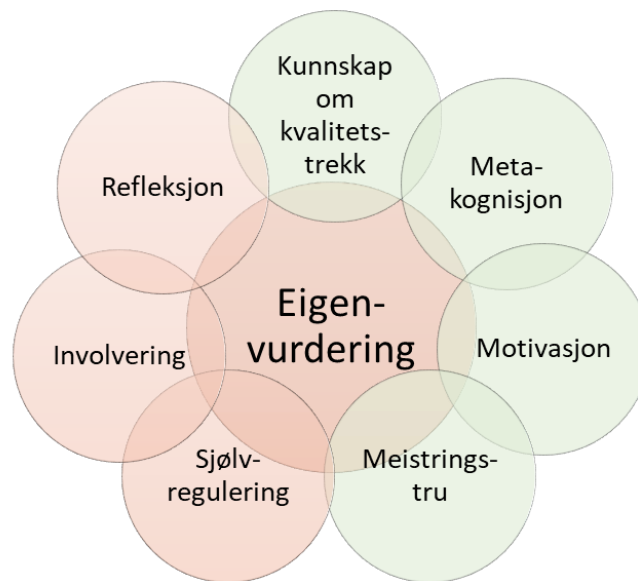 Kunnskap
om
kvalitets-
trekk
Meta-
kognisjon
Motivasjon
Meistrings-
tru
Sjølv-
regulering
Involvering
Refleksjon
Eigen-
vurdering